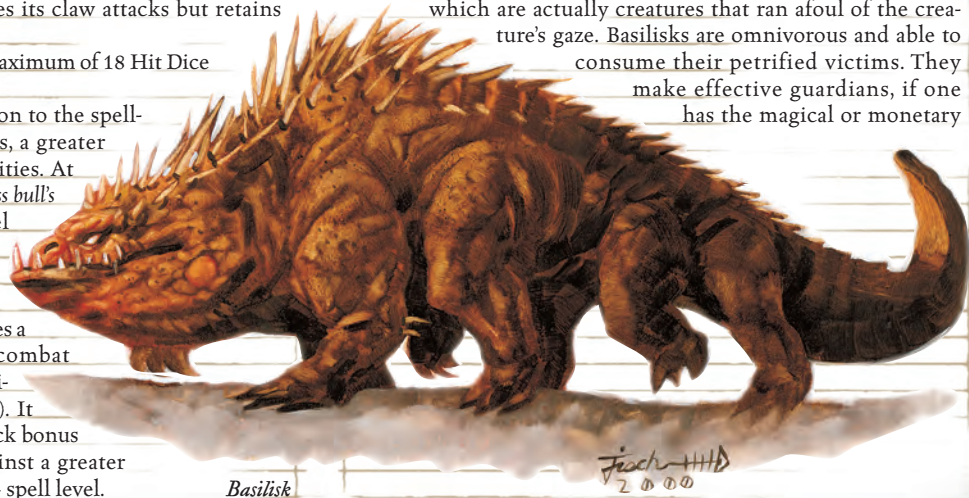 es its claw attacks but retains
aximum of 18 Hit Dice
on to the spell-
s, a greater
ities. At
ss bull's
el
es a
combat
i-
). It
ck bonus
inst a greater
spell level.
which are actually creatures that ran afoul of the crea-
ture's gaze. Basilisks are omnivorous and able to
consume their petrified victims. They
make effective guardians, if one
has the magical or monetary
Basilisk
2000